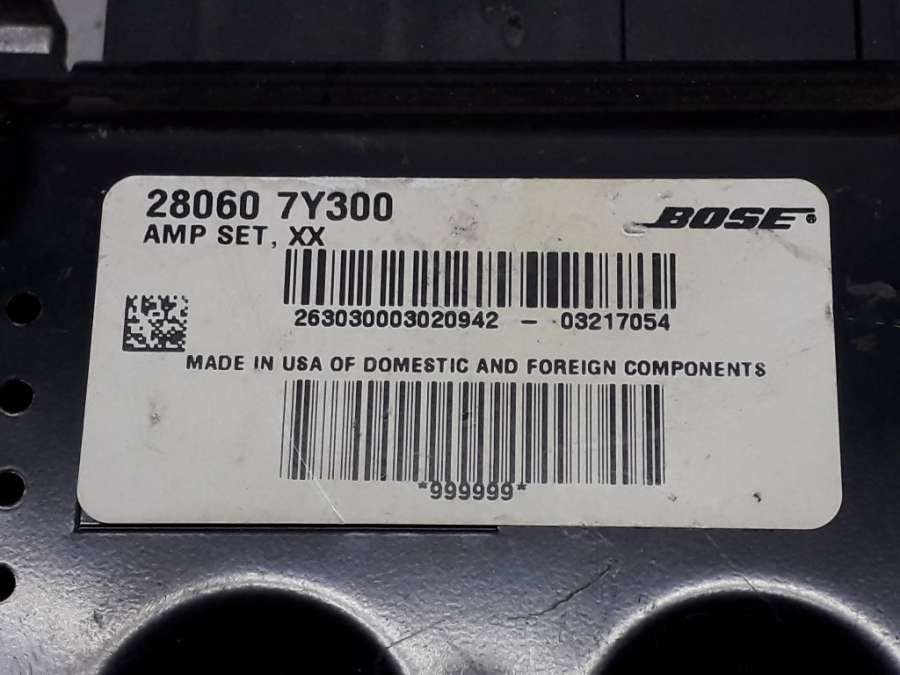 28060 7Y300
BOSE®
AMP SET, XX
263030003020942 - 03217054
MADE IN USA OF DOMESTIC AND FOREIGN COMPONENTS
*999999*